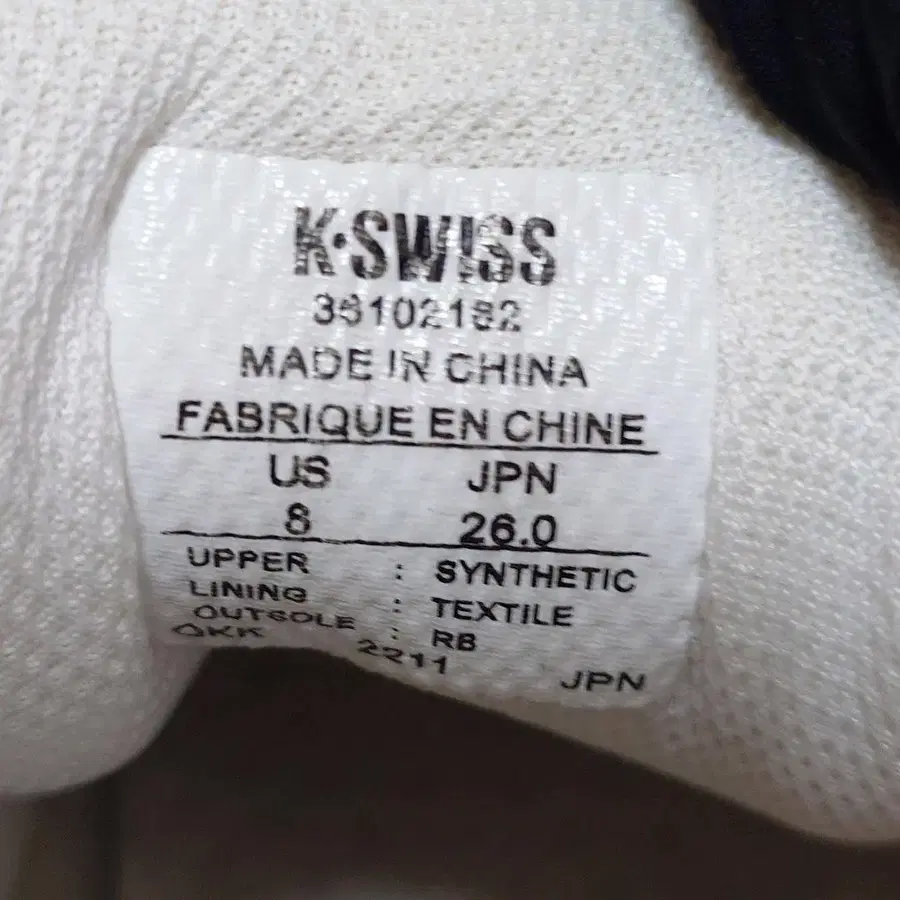 K·SWISS
36102182
MADE IN CHINA
FABRIQUE EN CHINE
US JPN
8 26.0
UPPER : SYNTHETIC
LINING : TEXTILE
OUTSOLE : RB
OKK 2211 JPN